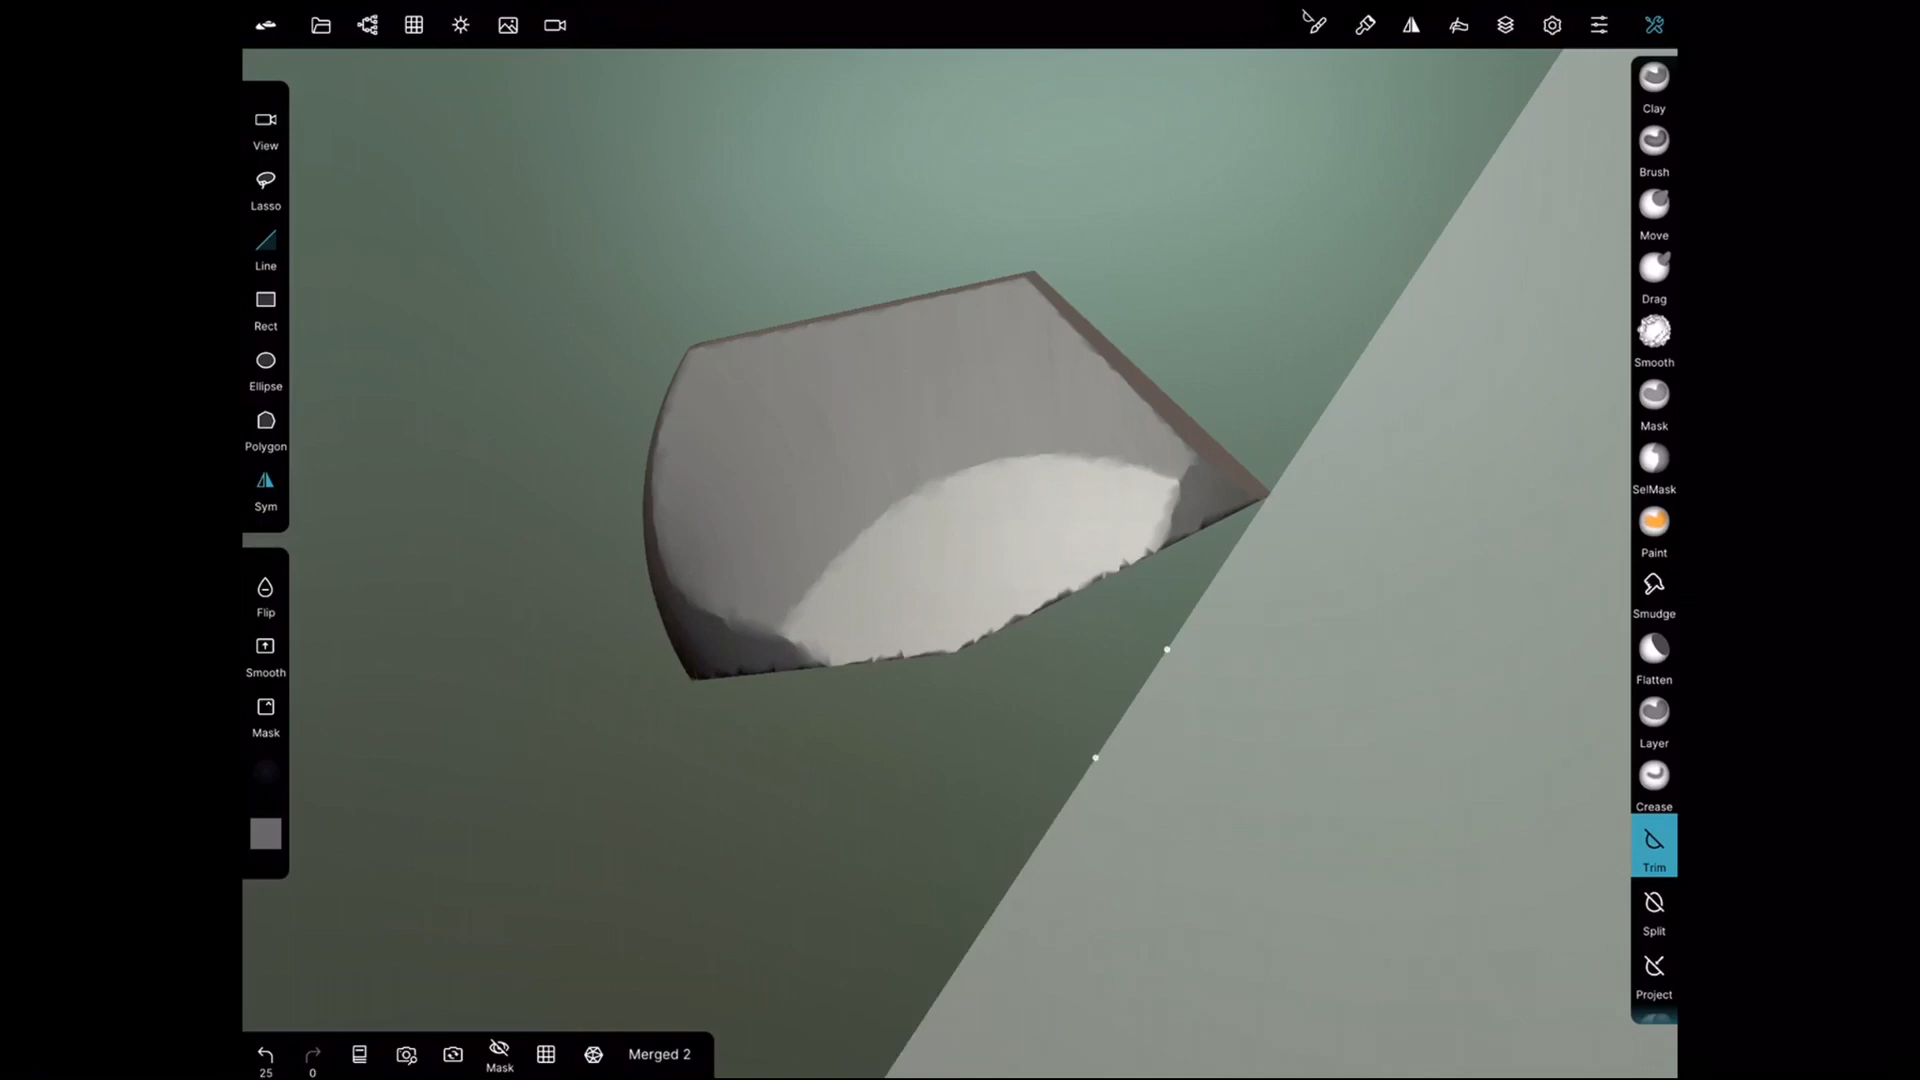 View
Lasso
Line
Rect
Ellipse
Polygon
Sym
Flip
Smooth
Mask
Clay
Brush
Move
Drag
Smooth
Mask
SelMask
Paint
Smudge
Flatten
Layer
Crease
Trim
Split
Project
25
0
Mask
Merged 2